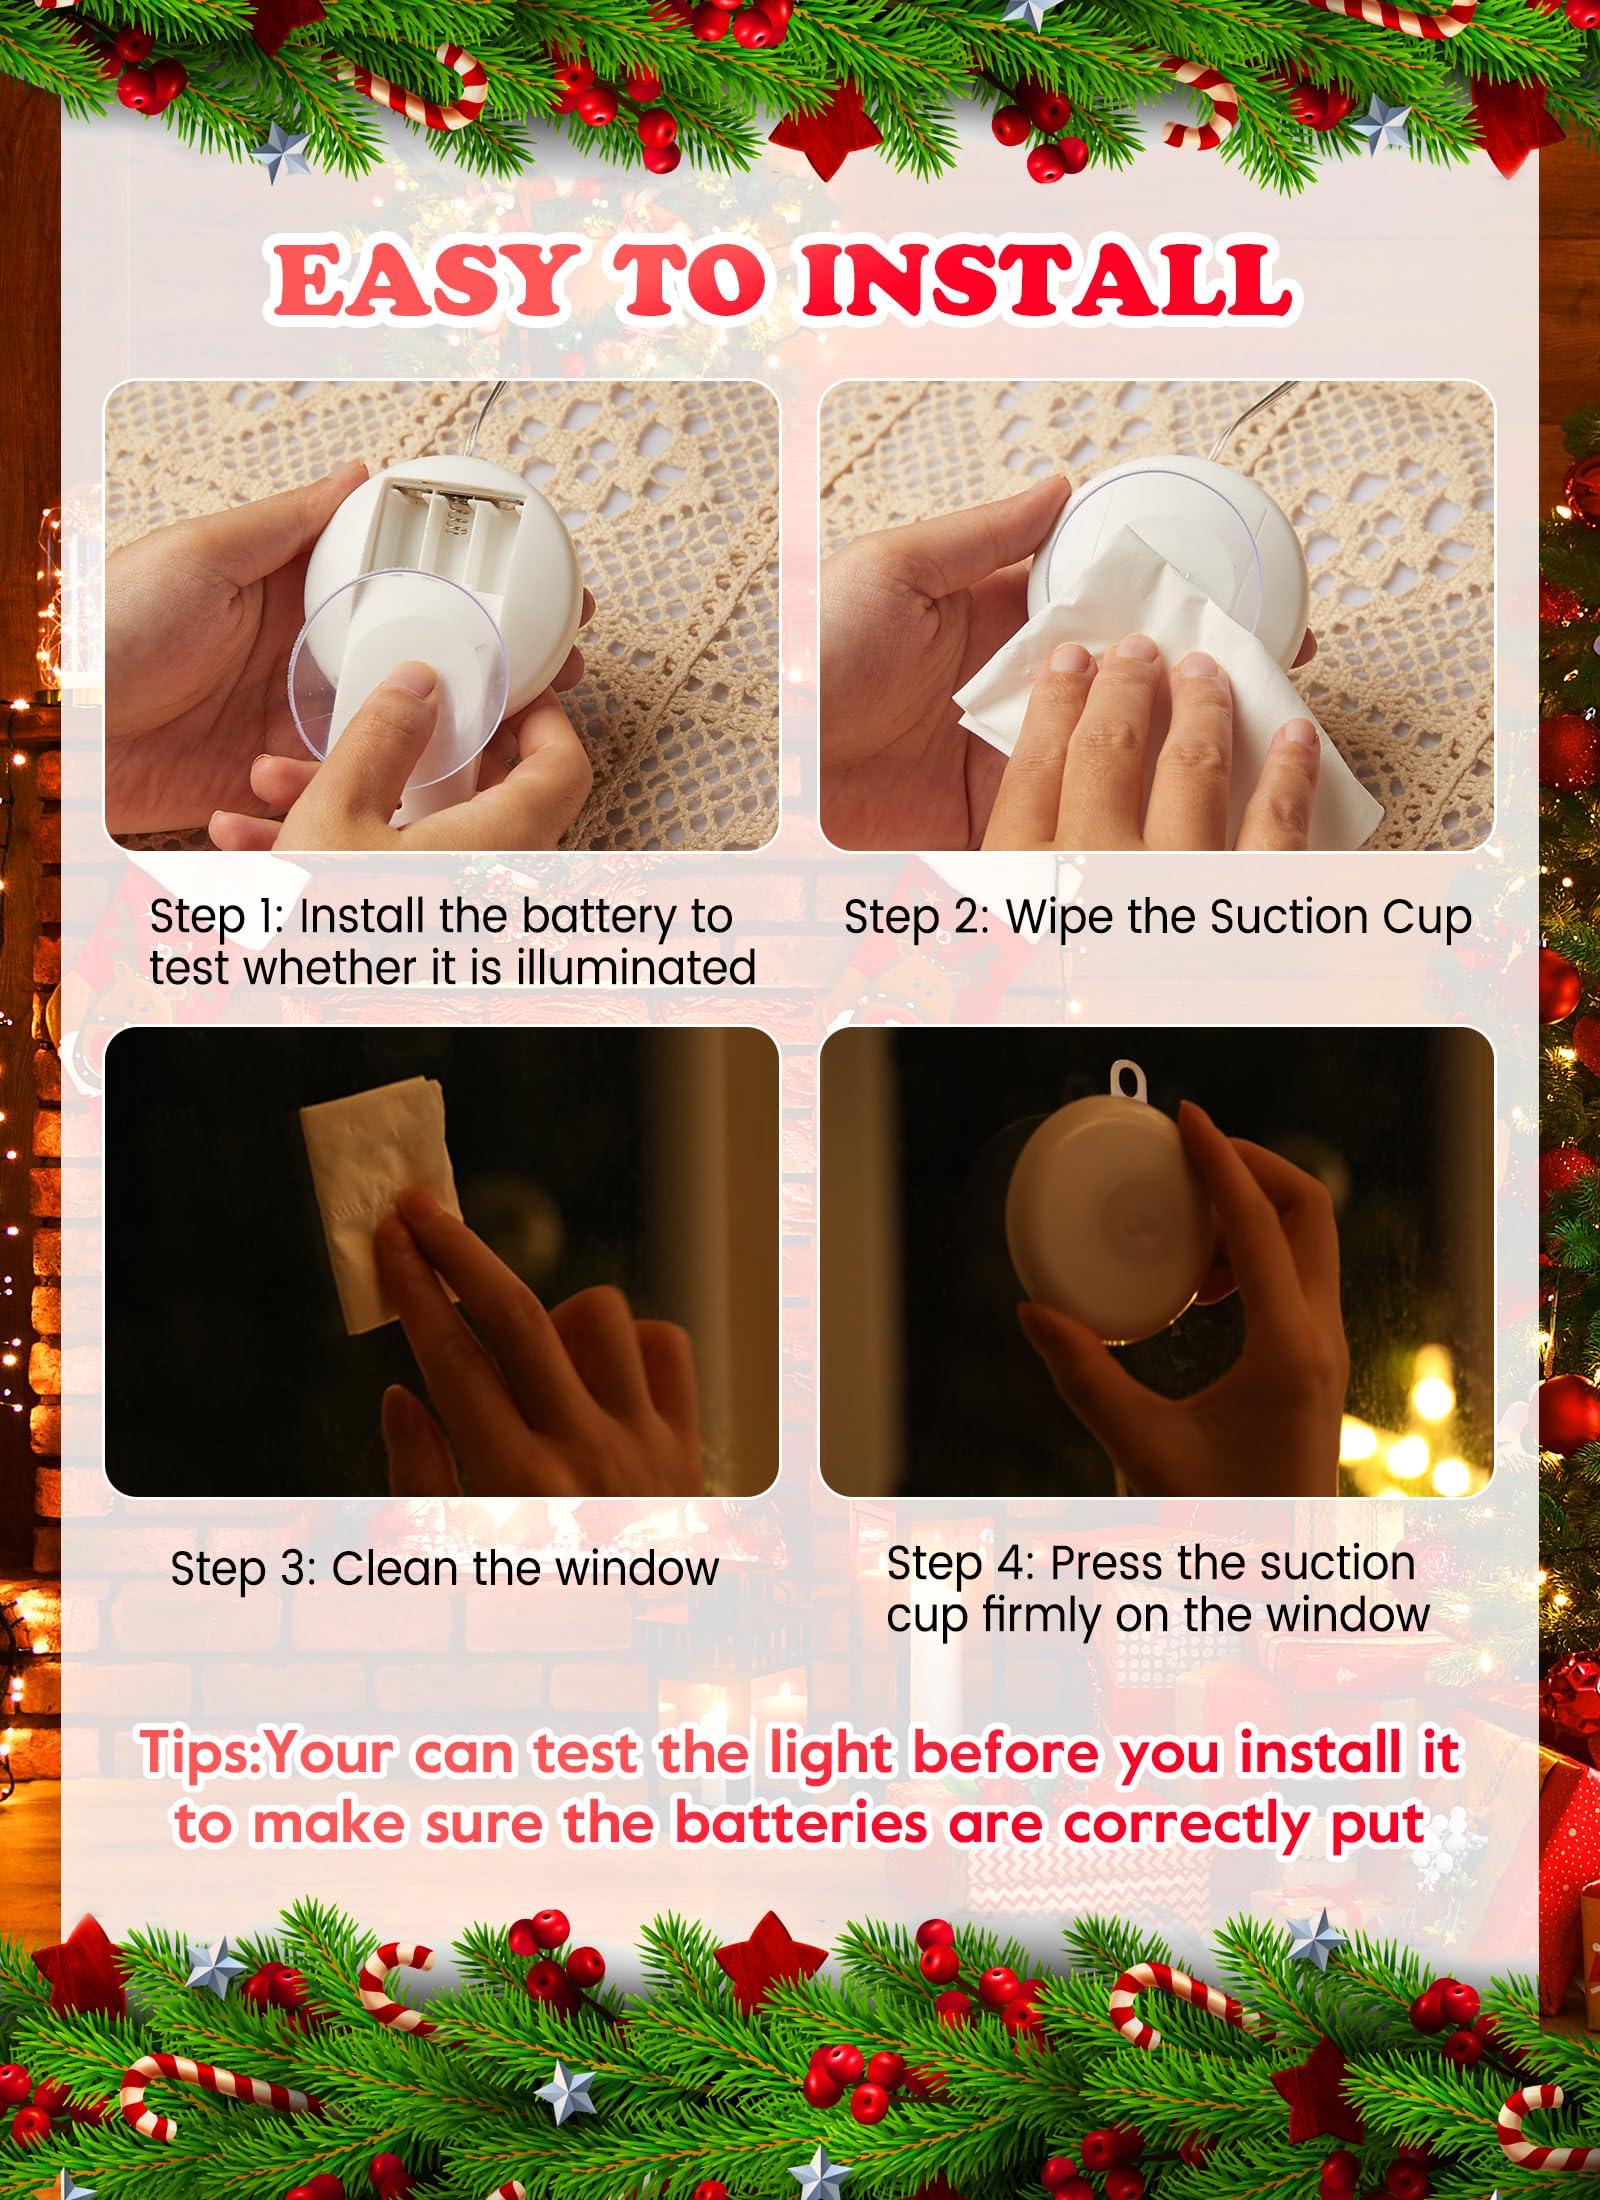 EASY TO INSTALL
Step 1: Install the battery to
test whether it is illuminated
Step 2: Wipe the Suction Cup
Step 3: Clean the window
Step 4: Press the suction
cup firmly on the window
Tips:Your can test the light before you install it
to make sure the batteries are correctly put